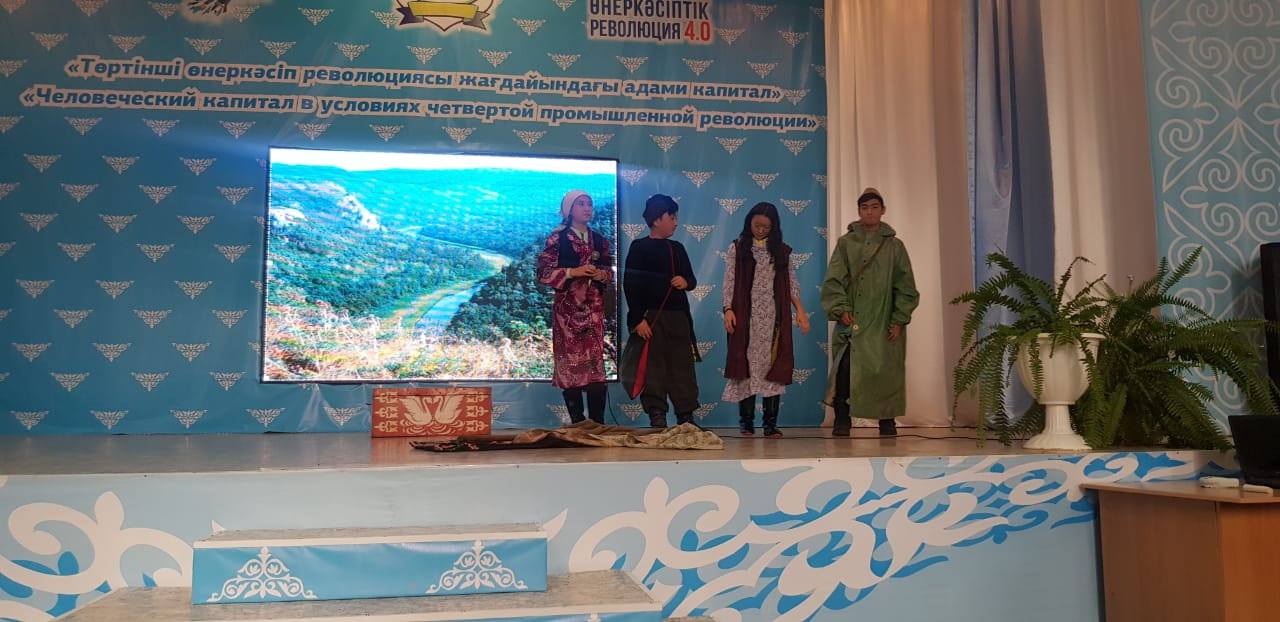 ӨНЕРКӘСІПТІК
РЕВОЛЮЦИЯ 4.0
«Төртінші өнеркәсіп революциясы жағдайындағы адами капитал»
«Человеческий капитал в условиях четвертой промышленной революции»